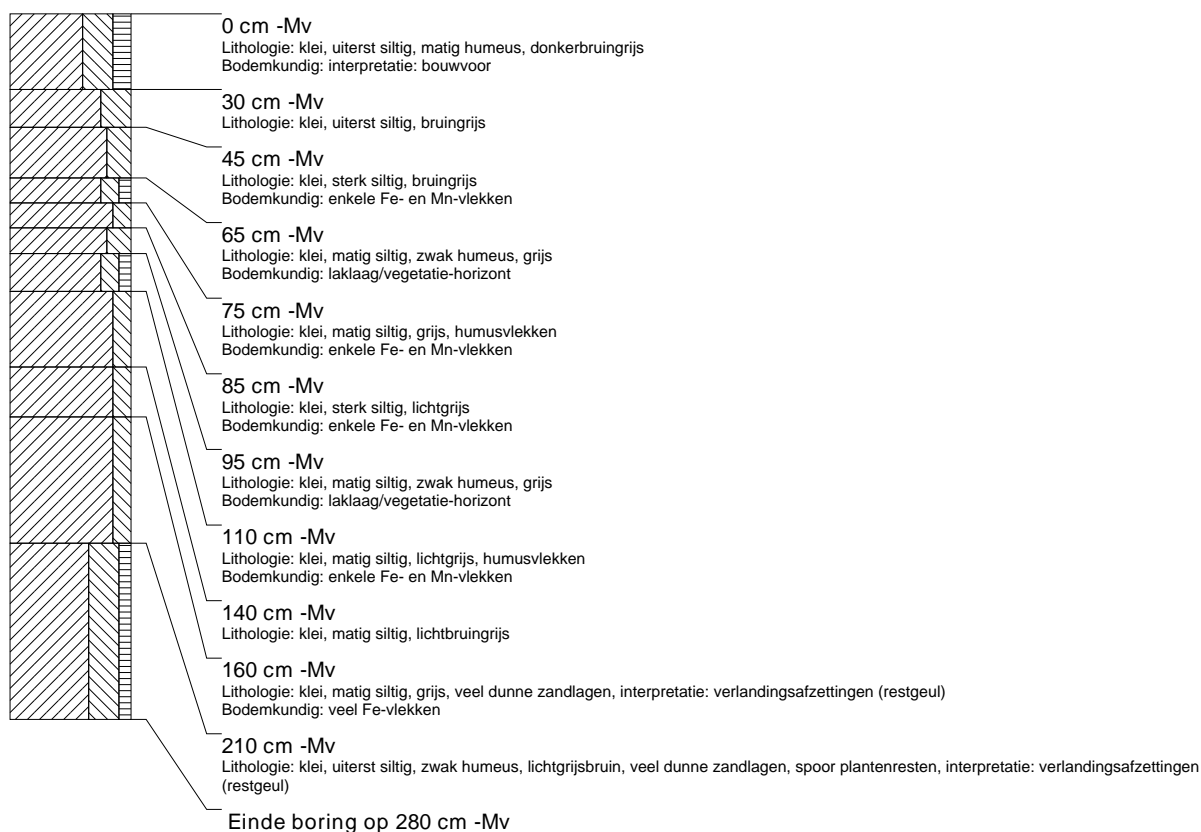 0 cm -Mv
Lithologie: klei, uiterst siltig, matig humeus, donkerbruingrijs
Bodemkundig: interpretatie: bouwvoor
30 cm -Mv
Lithologie: klei, uiterst siltig, bruingrijs
45 cm -Mv
Lithologie: klei, sterk siltig, bruingrijs
Bodemkundig: enkele Fe- en Mn-vlekken
65 cm -Mv
Lithologie: klei, matig siltig, zwak humeus, grijs
Bodemkundig: laklaag/vegetatie-horizont
75 cm -Mv
Lithologie: klei, matig siltig, grijs, humusvlekken
Bodemkundig: enkele Fe- en Mn-vlekken
85 cm -Mv
Lithologie: klei, sterk siltig, lichtgrijs
Bodemkundig: enkele Fe- en Mn-vlekken
95 cm -Mv
Lithologie: klei, matig siltig, zwak humeus, grijs
Bodemkundig: laklaag/vegetatie-horizont
110 cm -Mv
Lithologie: klei, matig siltig, lichtgrijs, humusvlekken
Bodemkundig: enkele Fe- en Mn-vlekken
140 cm -Mv
Lithologie: klei, matig siltig, lichtbruingrijs
160 cm -Mv
Lithologie: klei, matig siltig, grijs, veel dunne zandlagen, interpretatie: verlandingsafzettingen (restgeul)
Bodemkundig: veel Fe-vlekken
210 cm -Mv
Lithologie: klei, uiterst siltig, zwak humeus, lichtgrijsbruin, veel dunne zandlagen, spoor plantenresten, interpretatie: verlandingsafzettingen
(restgeul)
Einde boring op 280 cm -Mv